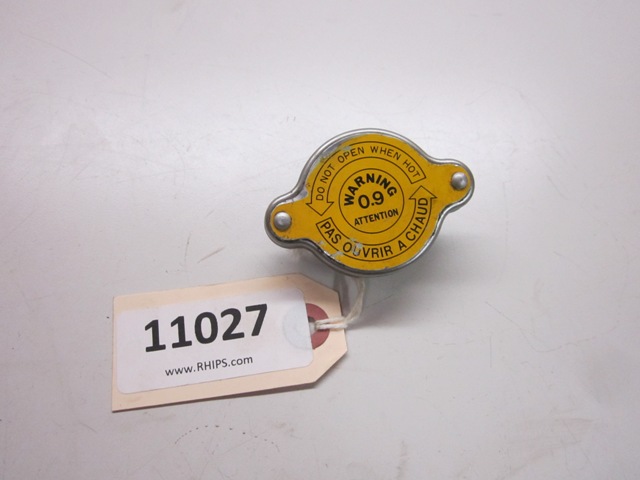 DO NOT OPEN WHEN HOT
WARNING
0.9
ATTENTION
PAS OUVRIR A CHAUD
11027
www.RHIPS.com